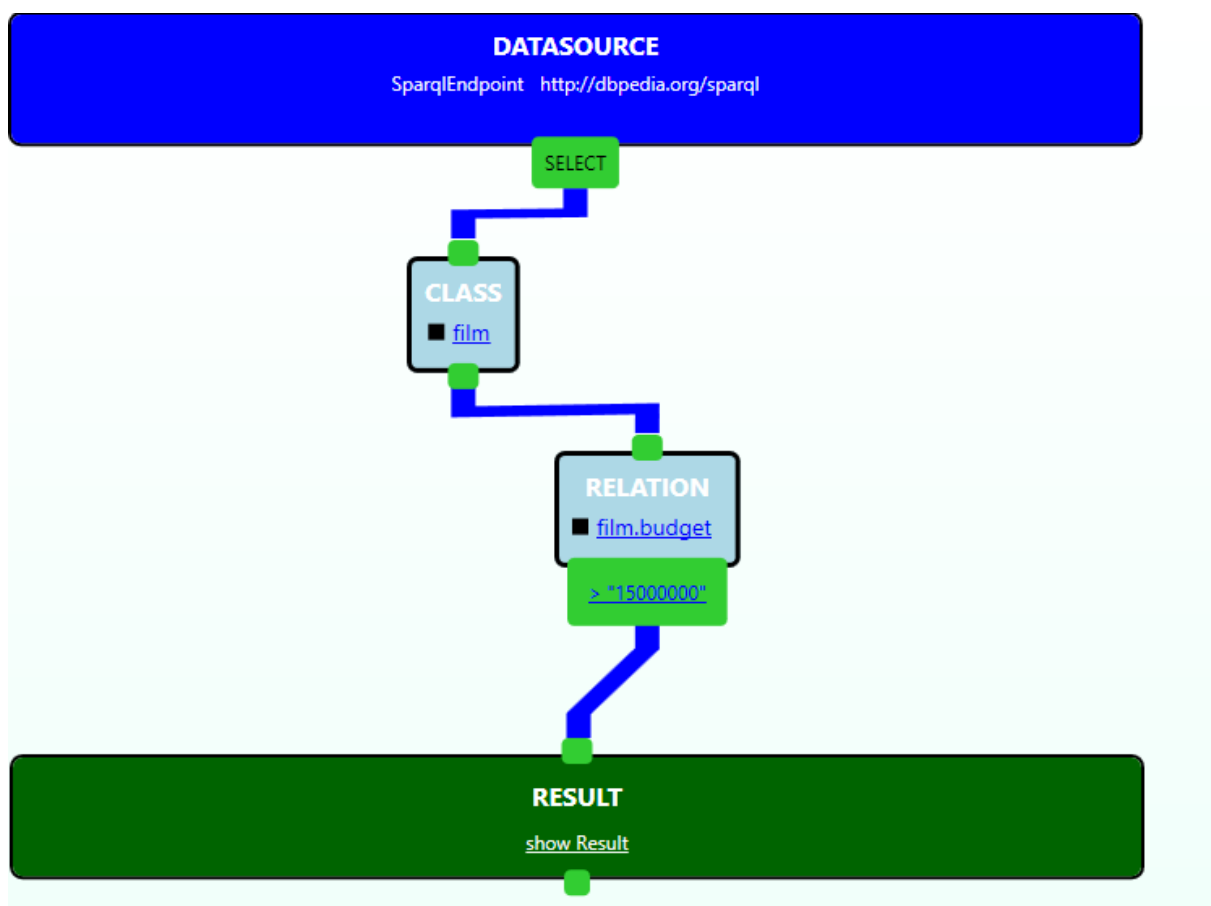 DATASOURCE
SparqlEndpoint http://dbpedia.org/sparql
SELECT
CLASS
film
RELATION
film.budget
> "15000000"
RESULT
show Result